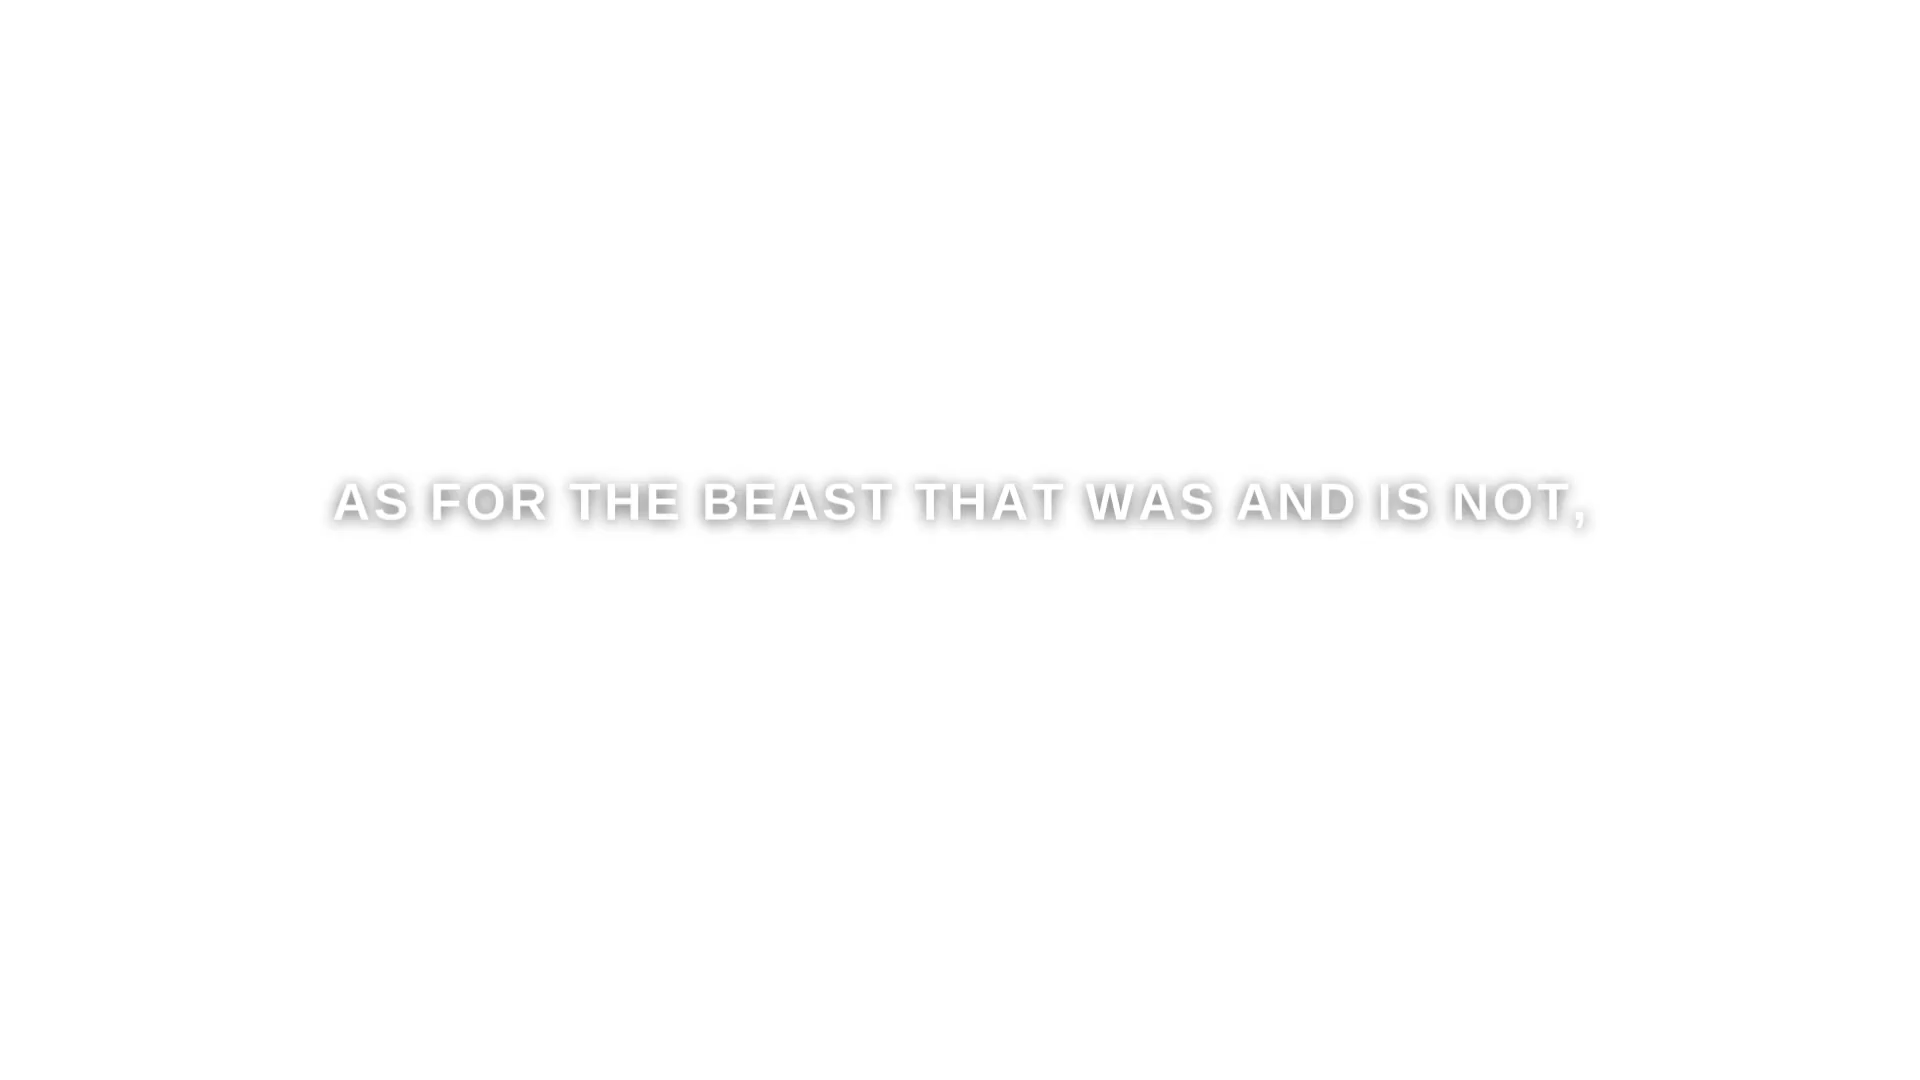 AS FOR THE BEAST THAT WAS AND IS NOT,